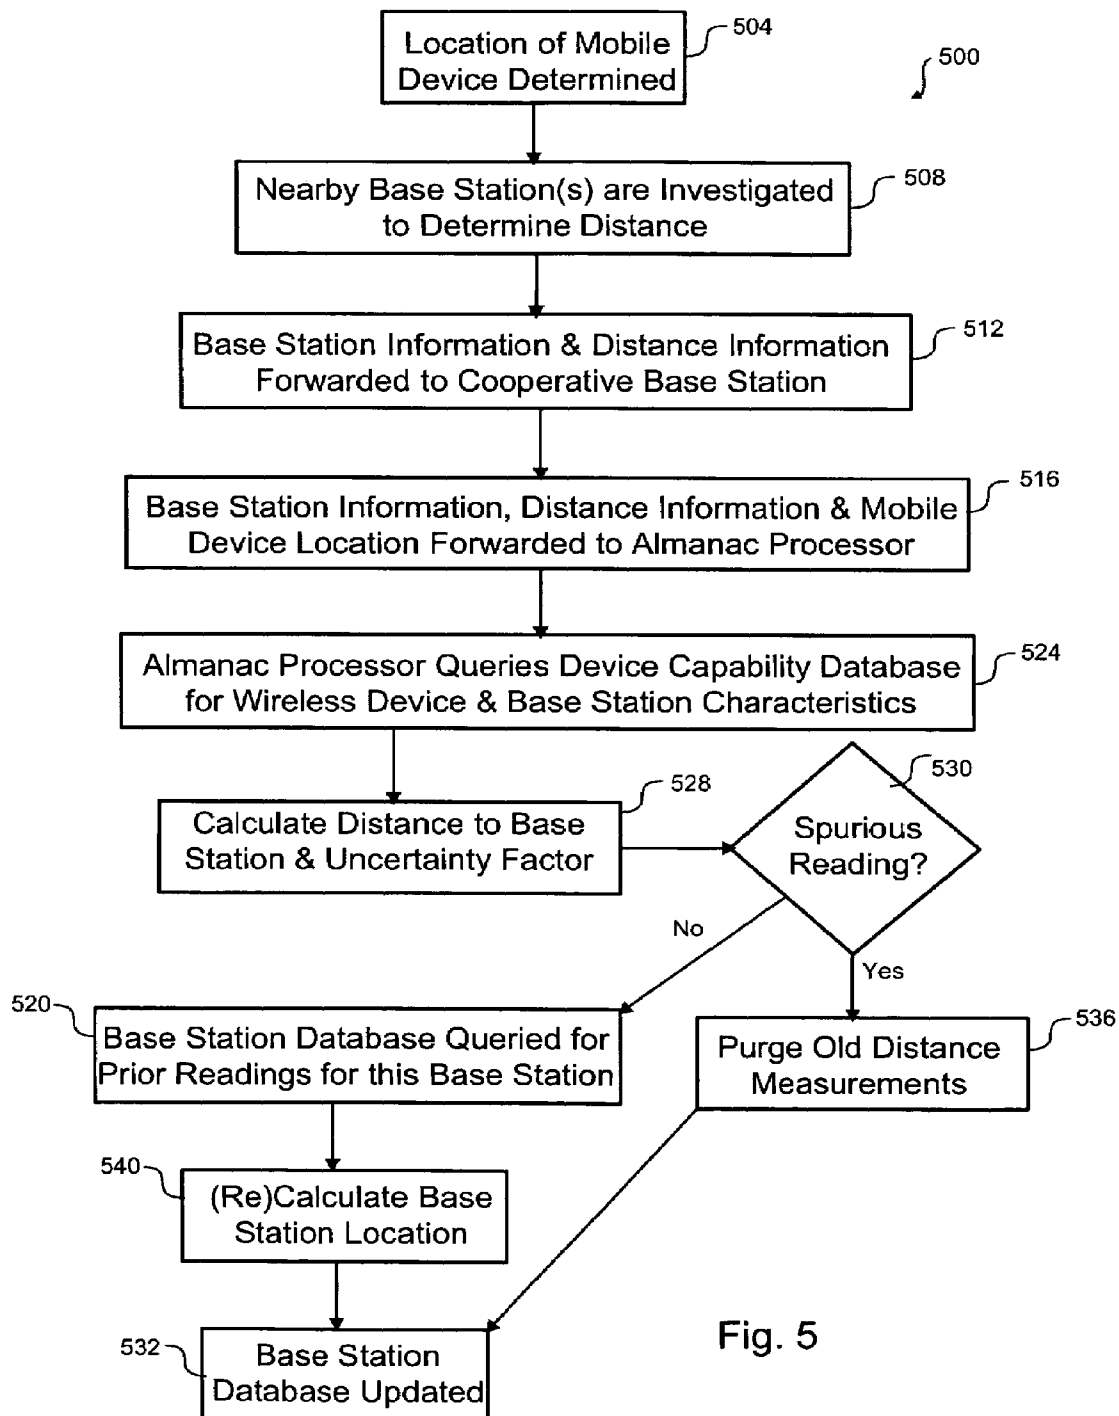 Location of Mobile
Device Determined
504
500
Nearby Base Station(s) are Investigated
to Determine Distance
508
Base Station Information & Distance Information
Forwarded to Cooperative Base Station
512
Base Station Information, Distance Information & Mobile
Device Location Forwarded to Almanac Processor
516
Almanac Processor Queries Device Capability Database
for Wireless Device & Base Station Characteristics
524
Calculate Distance to Base
Station & Uncertainty Factor
528
Spurious
Reading?
530
No
Yes
520
Base Station Database Queried for
Prior Readings for this Base Station
Purge Old Distance
Measurements
536
540
(Re)Calculate Base
Station Location
532
Base Station
Database Updated
Fig. 5